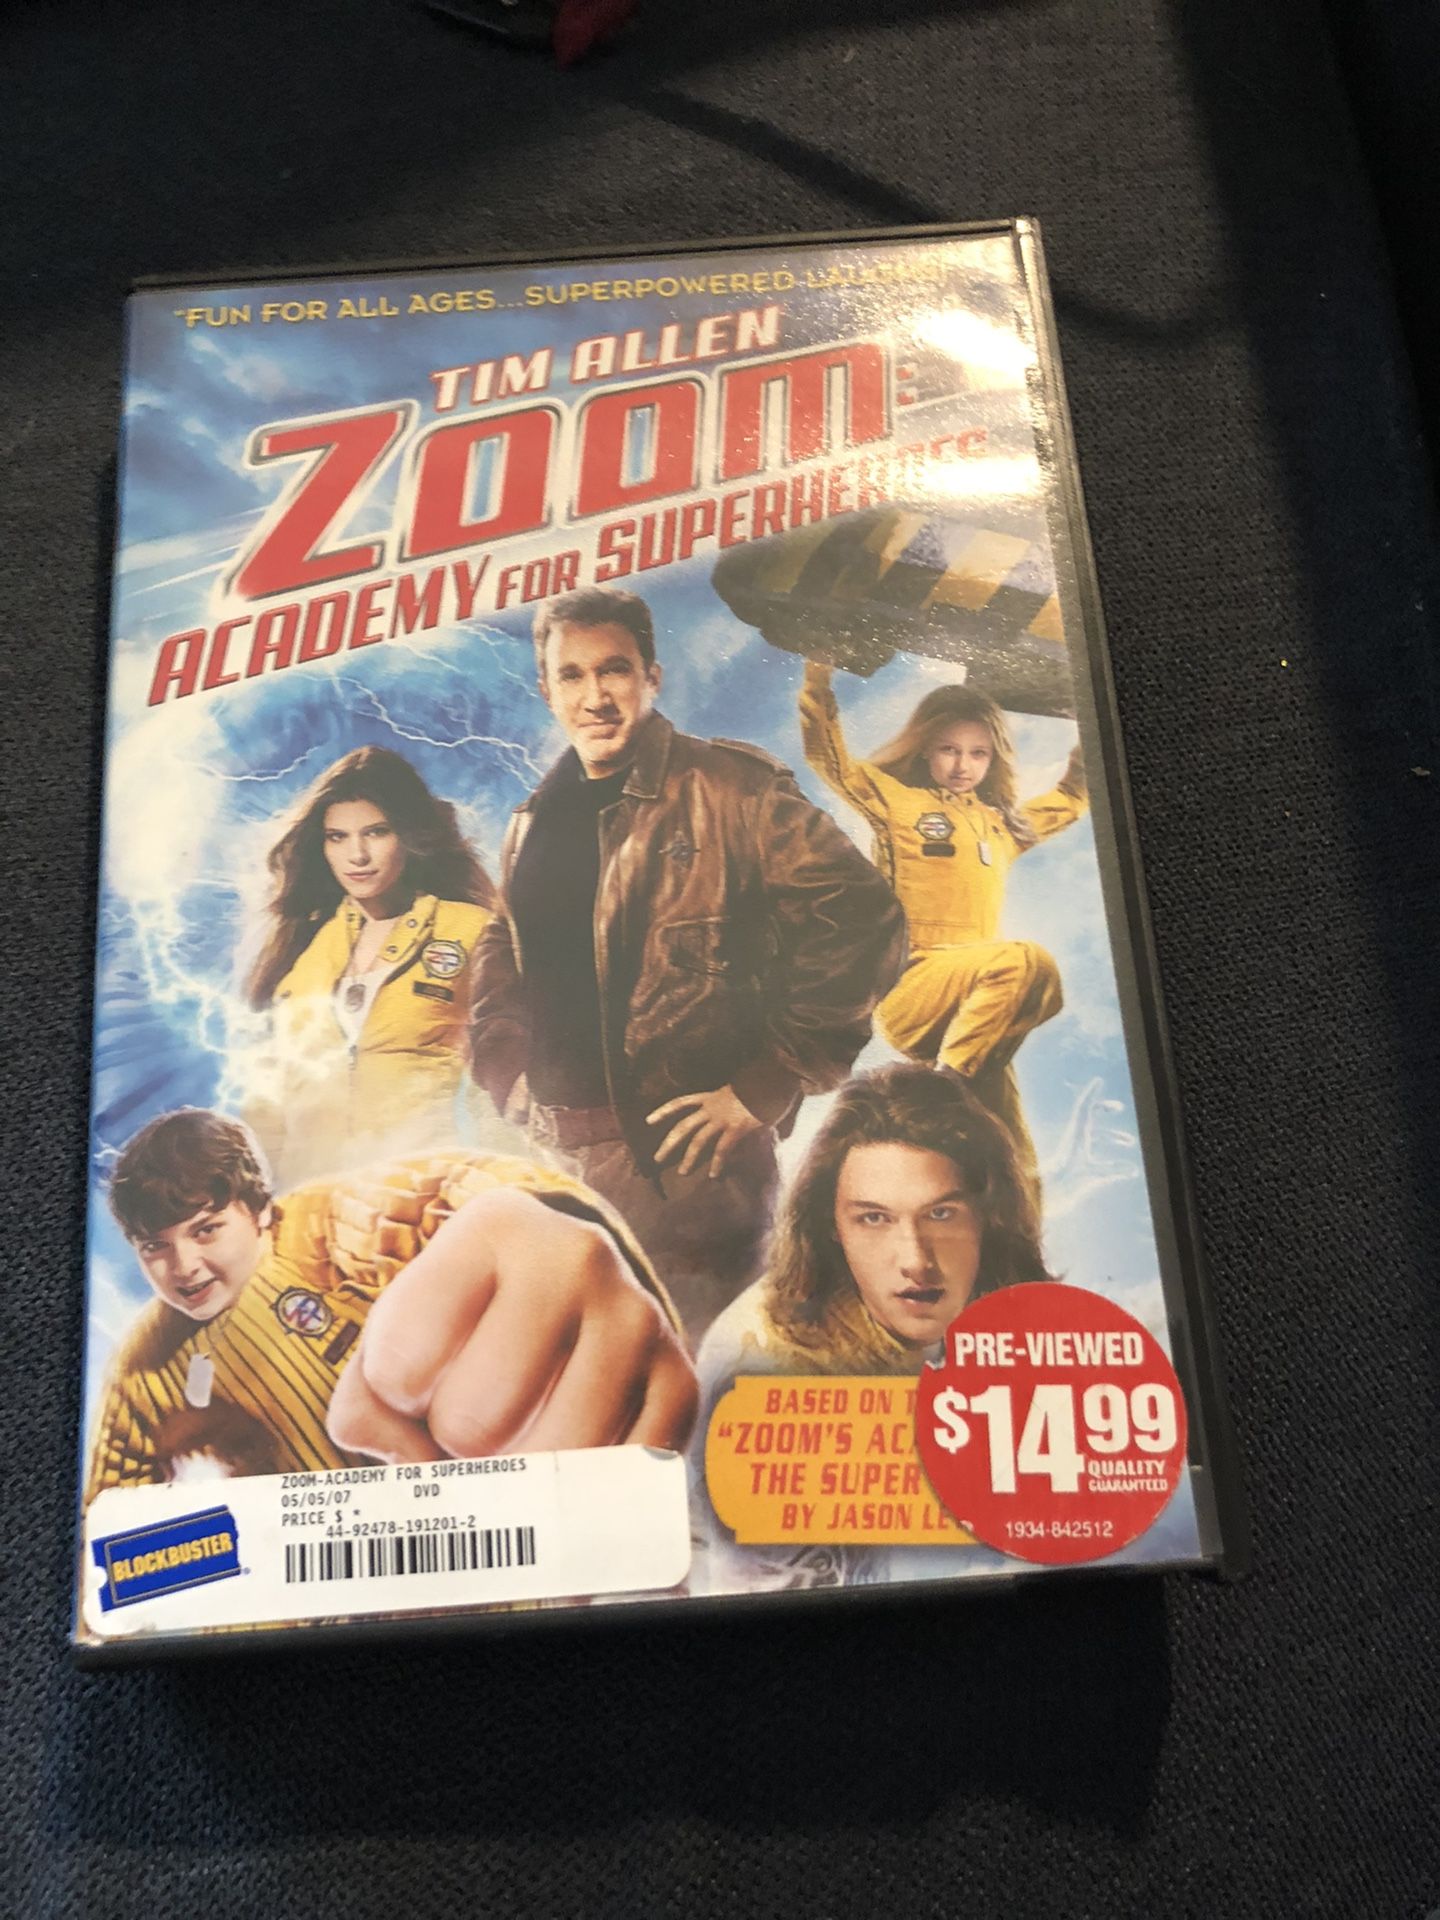 "FUN FOR ALL AGES...SUPERPOWERED
TIM ALLEN
ZOOM:
ACADEMY FOR SUPERHEROES
BASED ON
"ZOOM'S
THE SUPER
BY JASON
PRE-VIEWED
$14.99
QUALITY
GUARANTEED
1934-842512
ZOOM-ACADEMY FOR SUPERHEROES
05/05/07 DVD
PRICE $ *
44-92478-191201-2
BLOCKBUSTER